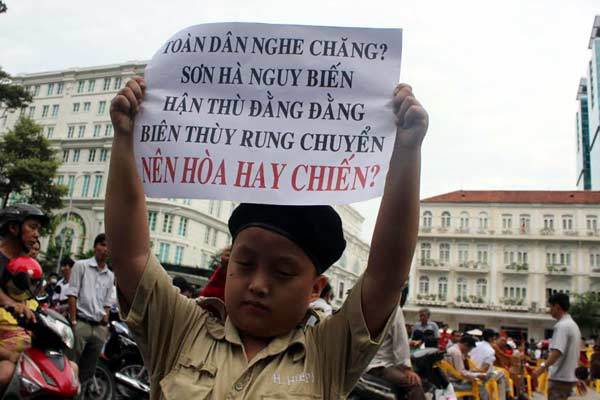 TOÀN DÂN NGHE CHĂNG?
SƠN HÀ NGUY BIẾN
HẬN THÙ ĐẰNG ĐẰNG
BIÊN THÙY RUNG CHUYỂN
NÊN HÒA HAY CHIẾN?